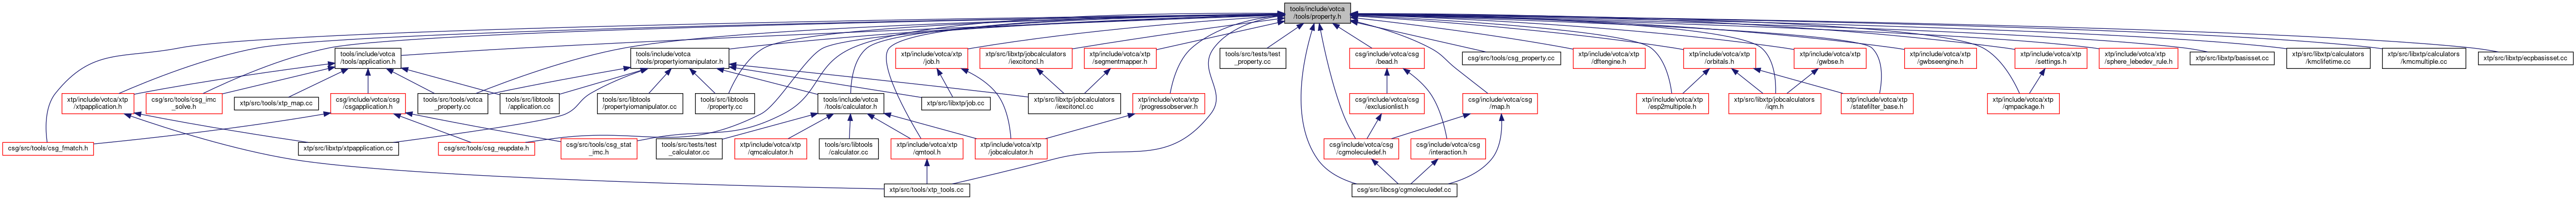 tools/include/votca
/tools/property.h
tools/include/votca
/tools/application.h
tools/include/votca
/tools/propertyiomanipulator.h
xtp/include/votca/xtp
/job.h
xtp/src/libxtp/jobcalculators
/iexcitoncl.h
xtp/include/votca/xtp
/segmentmapper.h
tools/src/tests/test
_property.cc
csg/include/votca/csg
/bead.h
csg/src/tools/csg_property.cc
xtp/include/votca/xtp
/dftengine.h
xtp/include/votca/xtp
/orbitals.h
xtp/include/votca/xtp
/gwbse.h
xtp/include/votca/xtp
/gwbseengine.h
xtp/include/votca/xtp
/settings.h
xtp/include/votca/xtp
/sphere_lebedev_rule.h
xtp/src/libxtp/basisset.cc
xtp/src/libxtp/calculators
/kmclifetime.cc
xtp/src/libxtp/calculators
/kmcmultiple.cc
xtp/src/libxtp/ecpbasisset.cc
xtp/include/votca/xtp
/xtpapplication.h
csg/src/tools/csg_imc
_solve.h
xtp/src/tools/xtp_map.cc
csg/include/votca/csg
/csgapplication.h
tools/src/tools/votca
_property.cc
tools/src/libtools
/application.cc
tools/src/libtools
/propertyiomanipulator.cc
tools/src/libtools
/property.cc
tools/include/votca
/tools/calculator.h
xtp/src/libxtp/job.cc
xtp/src/libxtp/jobcalculators
/iexcitoncl.cc
xtp/include/votca/xtp
/progressobserver.h
csg/include/votca/csg
/exclusionlist.h
csg/include/votca/csg
/map.h
xtp/include/votca/xtp
/esp2multipole.h
xtp/src/libxtp/jobcalculators
/iqm.h
xtp/include/votca/xtp
/statefilter_base.h
xtp/include/votca/xtp
/qmpackage.h
csg/src/tools/csg_fmatch.h
xtp/src/libxtp/xtpapplication.cc
csg/src/tools/csg_reupdate.h
csg/src/tools/csg_stat
_imc.h
tools/src/tests/test
_calculator.cc
xtp/include/votca/xtp
/qmcalculator.h
tools/src/libtools
/calculator.cc
xtp/include/votca/xtp
/qmtool.h
xtp/include/votca/xtp
/jobcalculator.h
csg/include/votca/csg
/cgmoleculedef.h
csg/include/votca/csg
/interaction.h
xtp/src/tools/xtp_tools.cc
csg/src/libcsg/cgmoleculedef.cc